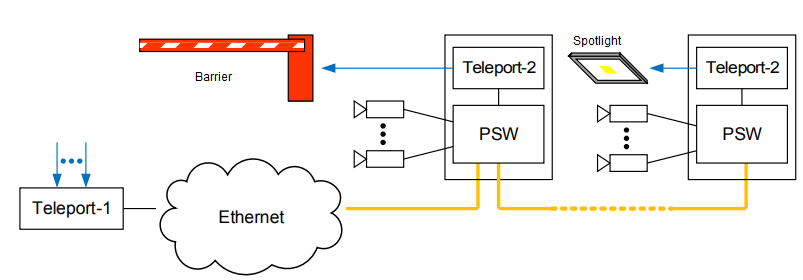 Spotlight
Barrier
Teleport-2
Teleport-2
PSW
PSW
Teleport-1
Ethernet